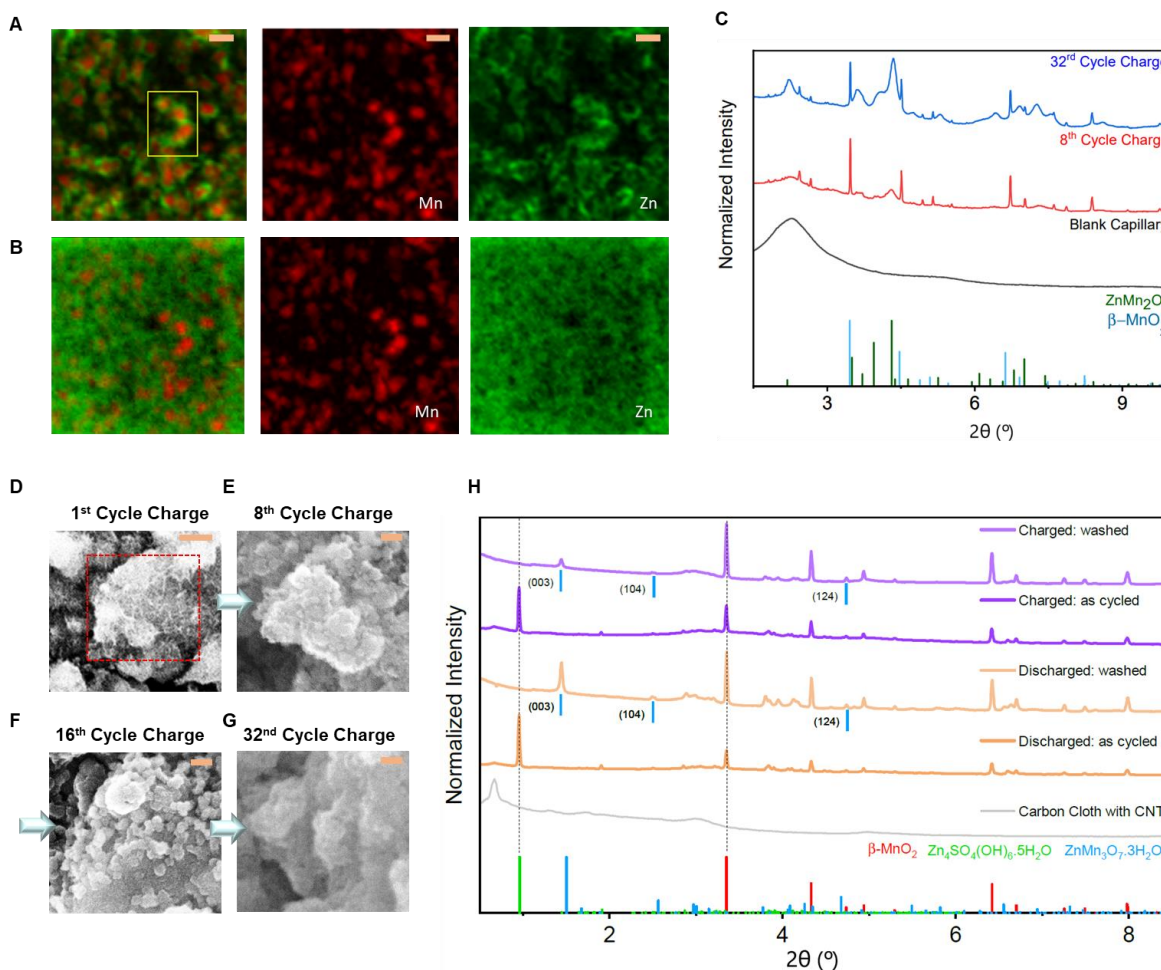 A
Mn
Zn
B
Mn
Zn
C
Normalized Intensity
32rd Cycle Charge
8th Cycle Charg
Blank Capillar
ZnMn2O
β-MnO2
3
6
9
2θ (º)
D
1st Cycle Charge
E
8th Cycle Charge
F
16th Cycle Charge
G
32nd Cycle Charge
H
Normalized Intensity
Charged: washed
(003)
(104)
(124)
Charged: as cycled
Discharged: washed
(003)
(104)
(124)
Discharged: as cycled
Carbon Cloth with CNT
β-MnO2
Zn4SO4(OH)6.5H2O
ZnMn3O7.3H2O
2
4
6
8
2θ (º)